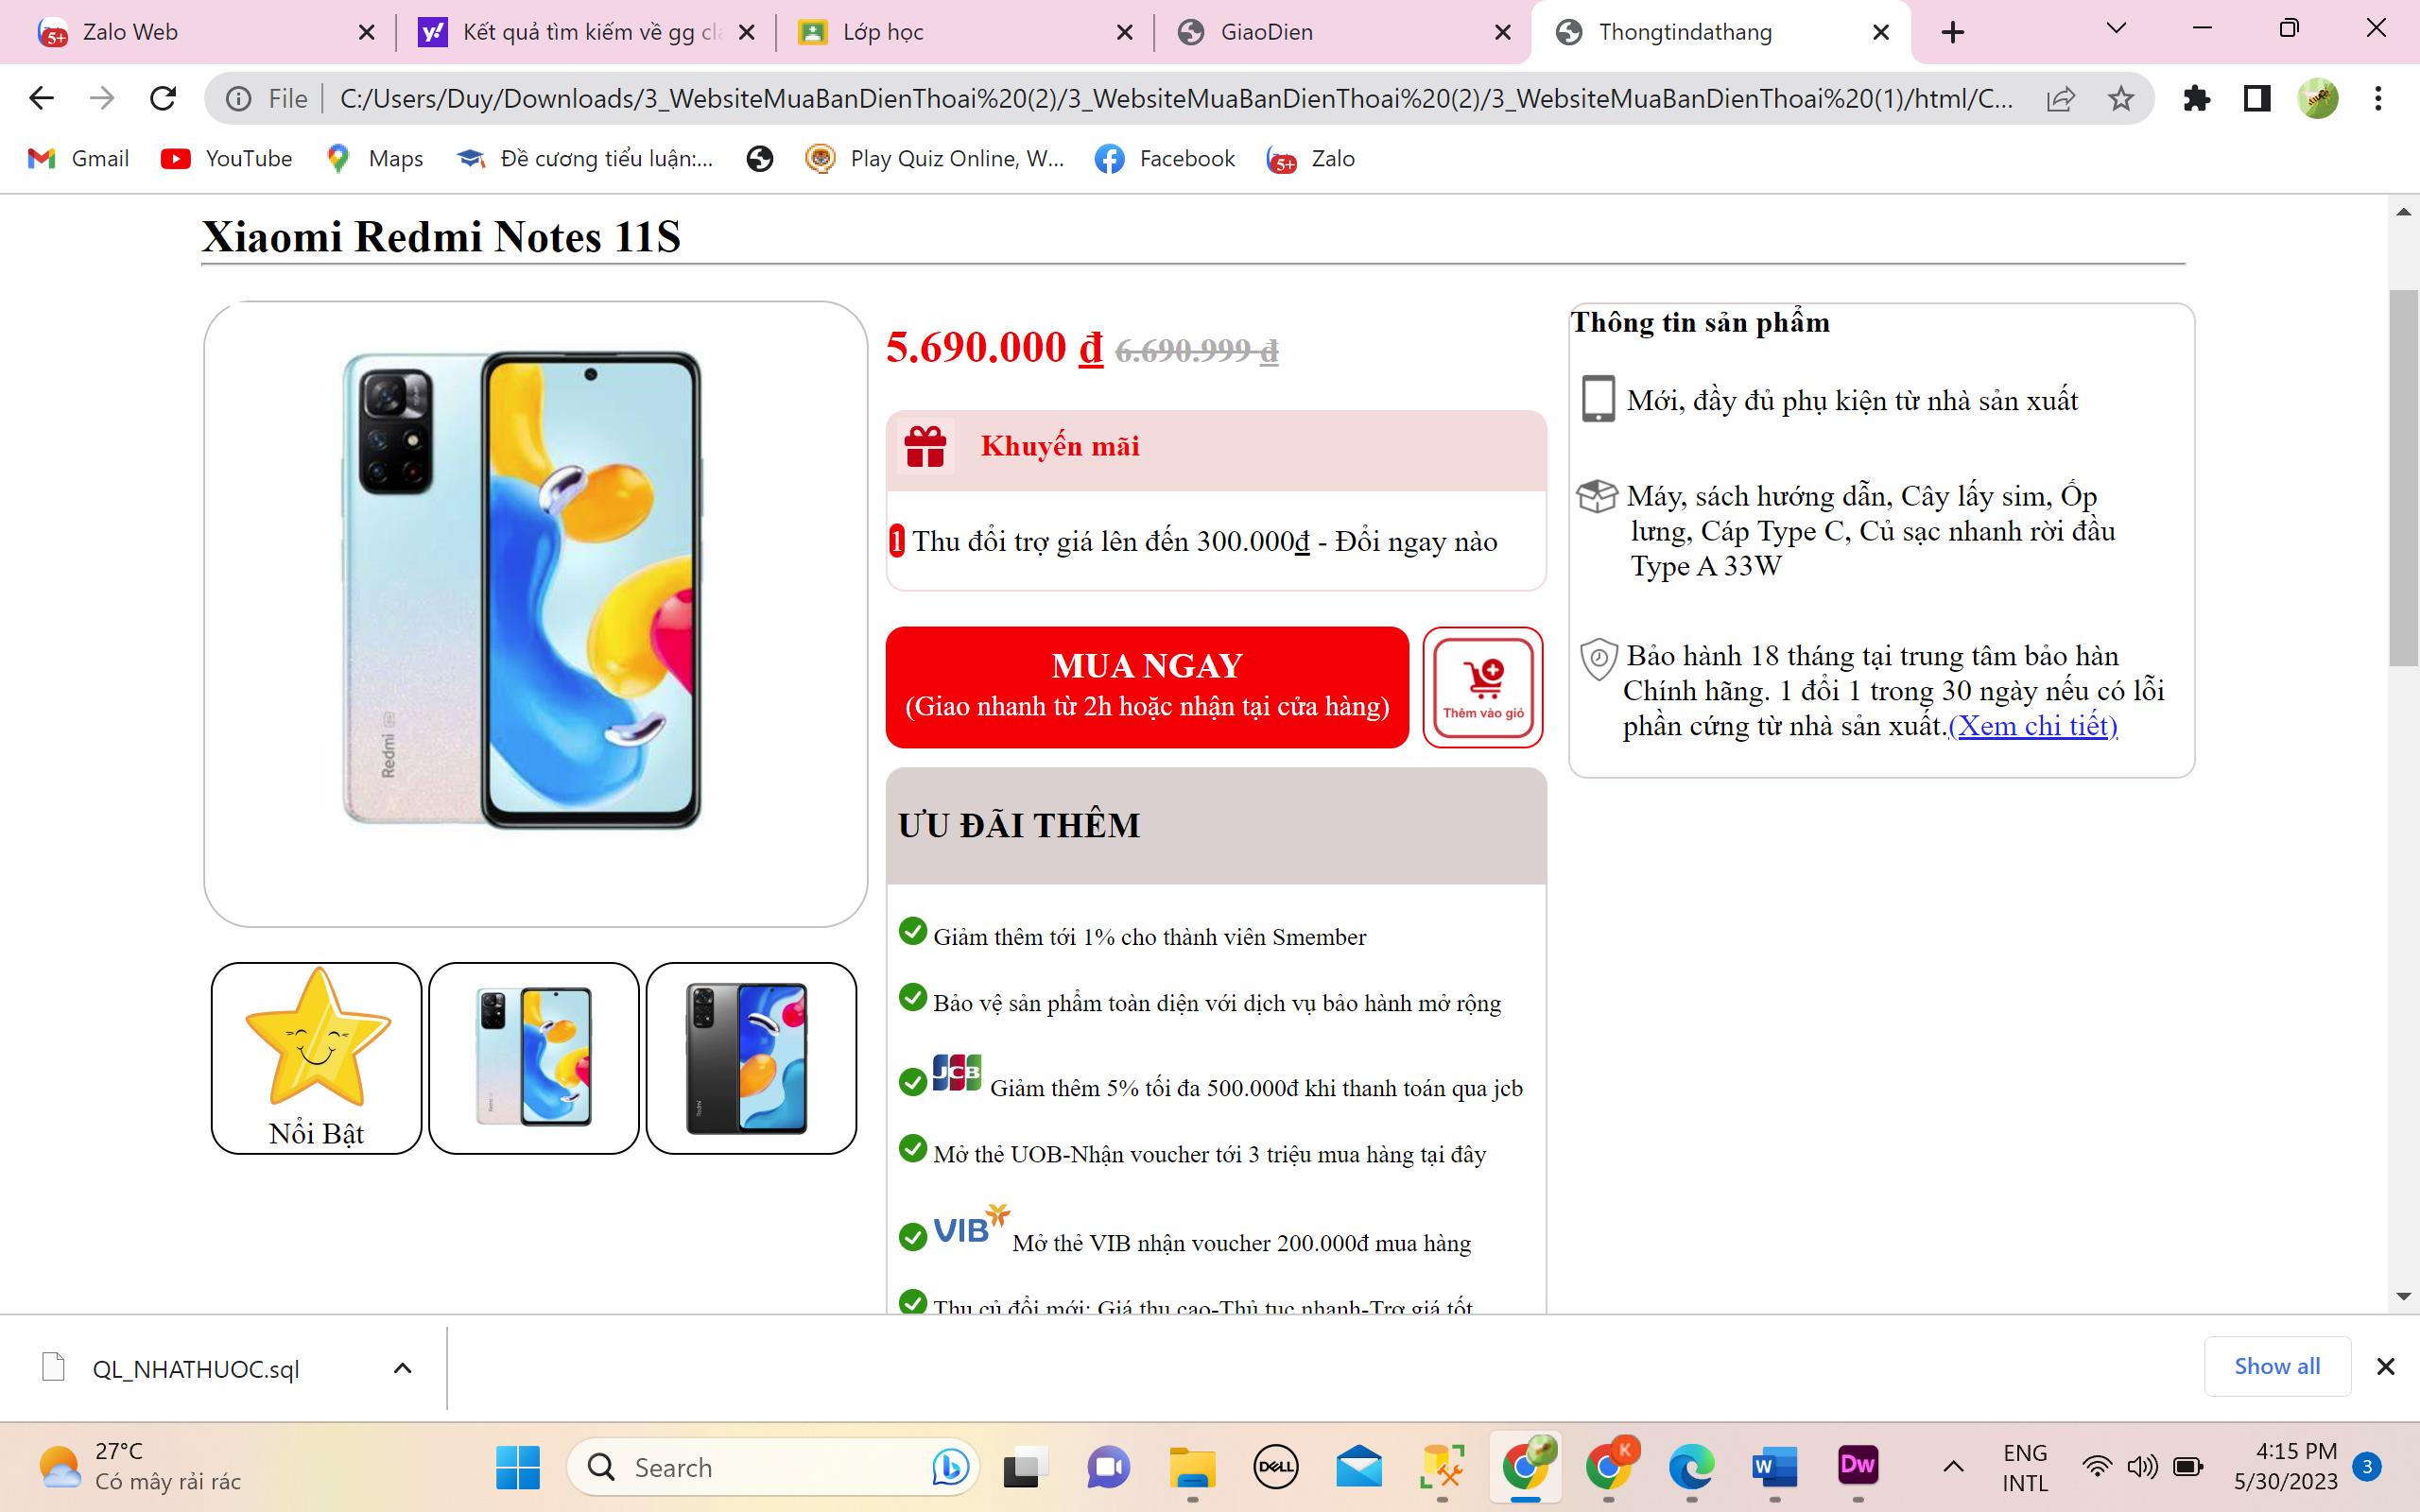 Zalo Web
Kết quả tìm kiếm về gg cla
Lớp học
GiaoDien
Thongtindathang
File
C:/Users/Duy/Downloads/3_WebsiteMuaBanDienThoai%20(2)/3_WebsiteMuaBanDienThoai%20(2)/3_WebsiteMuaBanDienThoai%20(1)/html/C...
Gmail
YouTube
Maps
Đề cương tiểu luận:...
Play Quiz Online, W...
Facebook
5+
Zalo
Xiaomi Redmi Notes 11S
5.690.000 đ 6.690.999 đ
Khuyến mãi
1 Thu đổi trợ giá lên đến 300.000đ - Đổi ngay nào
MUA NGAY
(Giao nhanh từ 2h hoặc nhận tại cửa hàng)
Thêm vào giỏ
Thông tin sản phẩm
Mới, đầy đủ phụ kiện từ nhà sản xuất
Máy, sách hướng dẫn, Cây lấy sim, Ốp
lưng, Cáp Type C, Củ sạc nhanh rời đầu
Type A 33W
Bảo hành 18 tháng tại trung tâm bảo hàn
Chính hãng. 1 đổi 1 trong 30 ngày nếu có lỗi
phần cứng từ nhà sản xuất.(Xem chi tiết)
Redmi
Nổi Bật
ƯU ĐÃI THÊM
Giảm thêm tới 1% cho thành viên Smember
Bảo vệ sản phẩm toàn diện với dịch vụ bảo hành mở rộng
JCB Giảm thêm 5% tối đa 500.000đ khi thanh toán qua jcb
Mở thẻ UOB-Nhận voucher tới 3 triệu mua hàng tại đây
VIB Mở thẻ VIB nhận voucher 200.000đ mua hàng
Thu cũ đổi mới: Giá thu cao-Thủ tục nhanh-Trợ giá tốt
QL_NHATHUOC.sql
Show all
27°C
Có mây rải rác
Search
DELL
K
W
Dw
ENG
INTL
4:15 PM
5/30/2023
3